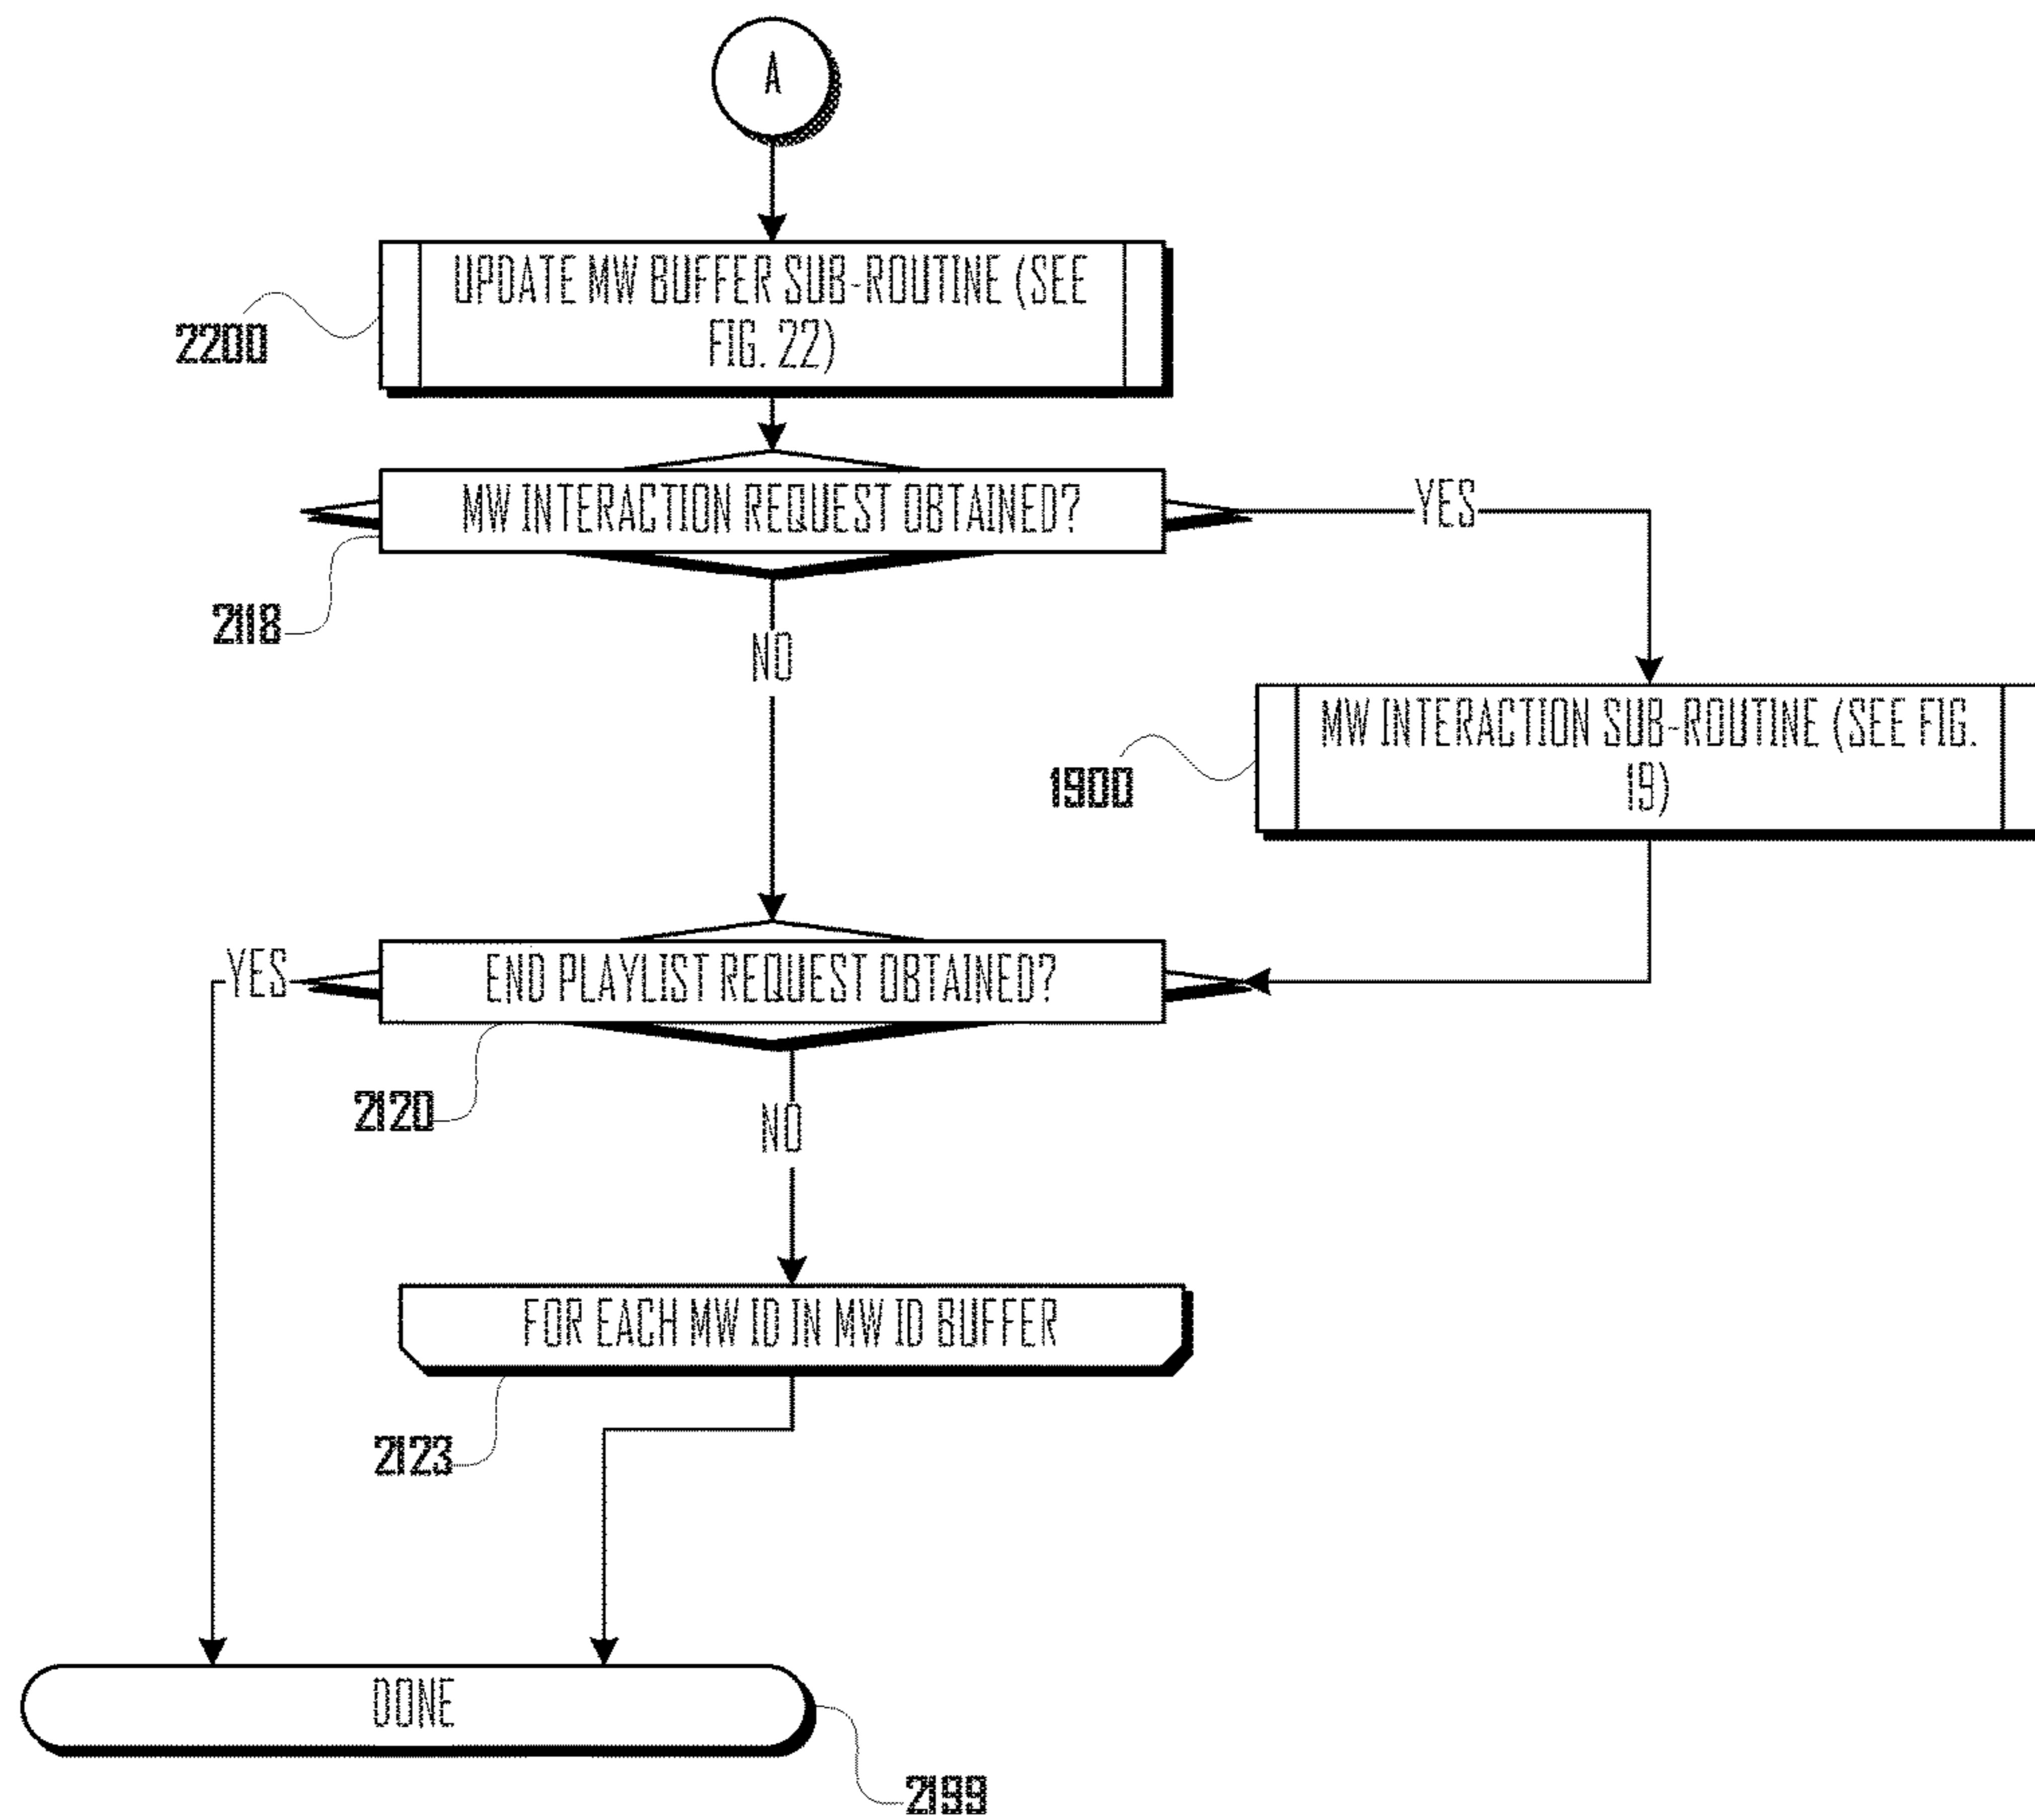 A
UPDATE MW BUFFER SUB-ROUTINE (SEE
FIG. 22)
2200
MW INTERACTION REQUEST OBTAINED?
YES
2118
NO
MW INTERACTION SUB-ROUTINE (SEE FIG.
19)
1900
YES
END PLAYLIST REQUEST OBTAINED?
2120
NO
FOR EACH MW ID IN MW ID BUFFER
2123
DONE
2199